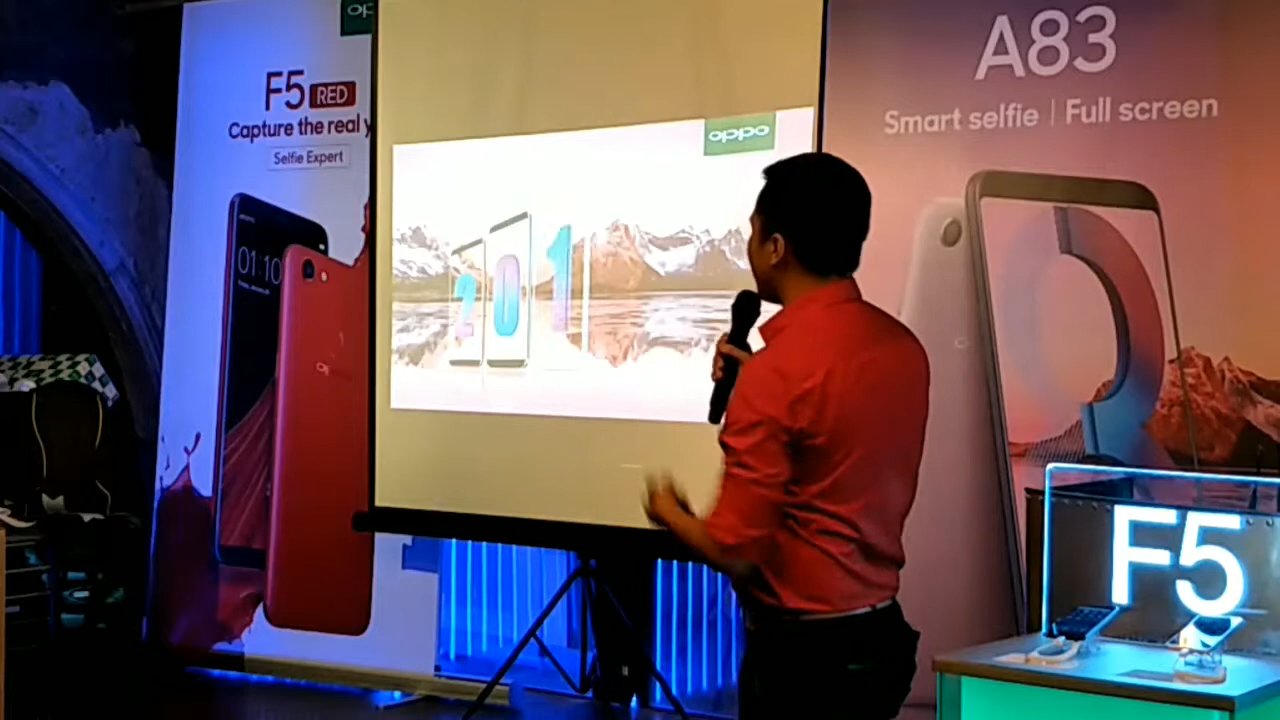 F5 RED
Capture the real
Selfie Expert
01:10
oppo
201
A83
Smart selfie | Full screen
F5